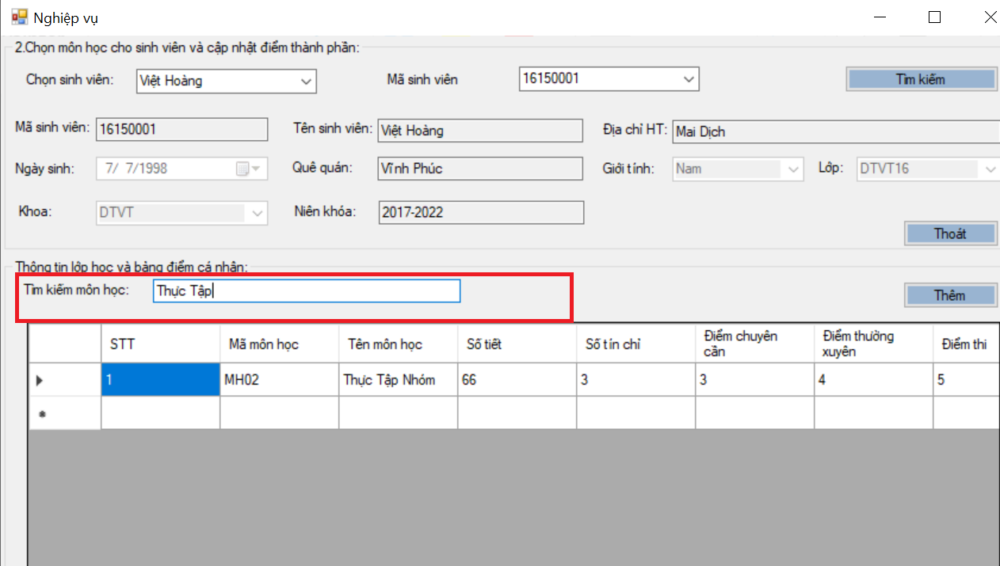 Nghiệp vụ
2.Chọn môn học cho sinh viên và cập nhật điểm thành phần:
Chọn sinh viên: Việt Hoàng Mã sinh viên 16150001 Tìm kiếm
Mã sinh viên: 16150001 Tên sinh viên: Việt Hoàng Địa chỉ HT: Mai Dịch
Ngày sinh: 7/ 7/1998 Quê quán: Vĩnh Phúc Giới tính: Nam Lớp: DTVT16
Khoa: DTVT Niên khóa: 2017-2022
Thoát
Thông tin lớp học và bảng điểm cá nhân:
Tìm kiếm môn học: Thực Tập Thêm
STT Mã môn học Tên môn học Số tiết Số tín chỉ Điểm chuyên cần Điểm thường xuyên Điểm thi
1 MH02 Thực Tập Nhóm 66 3 3 4 5